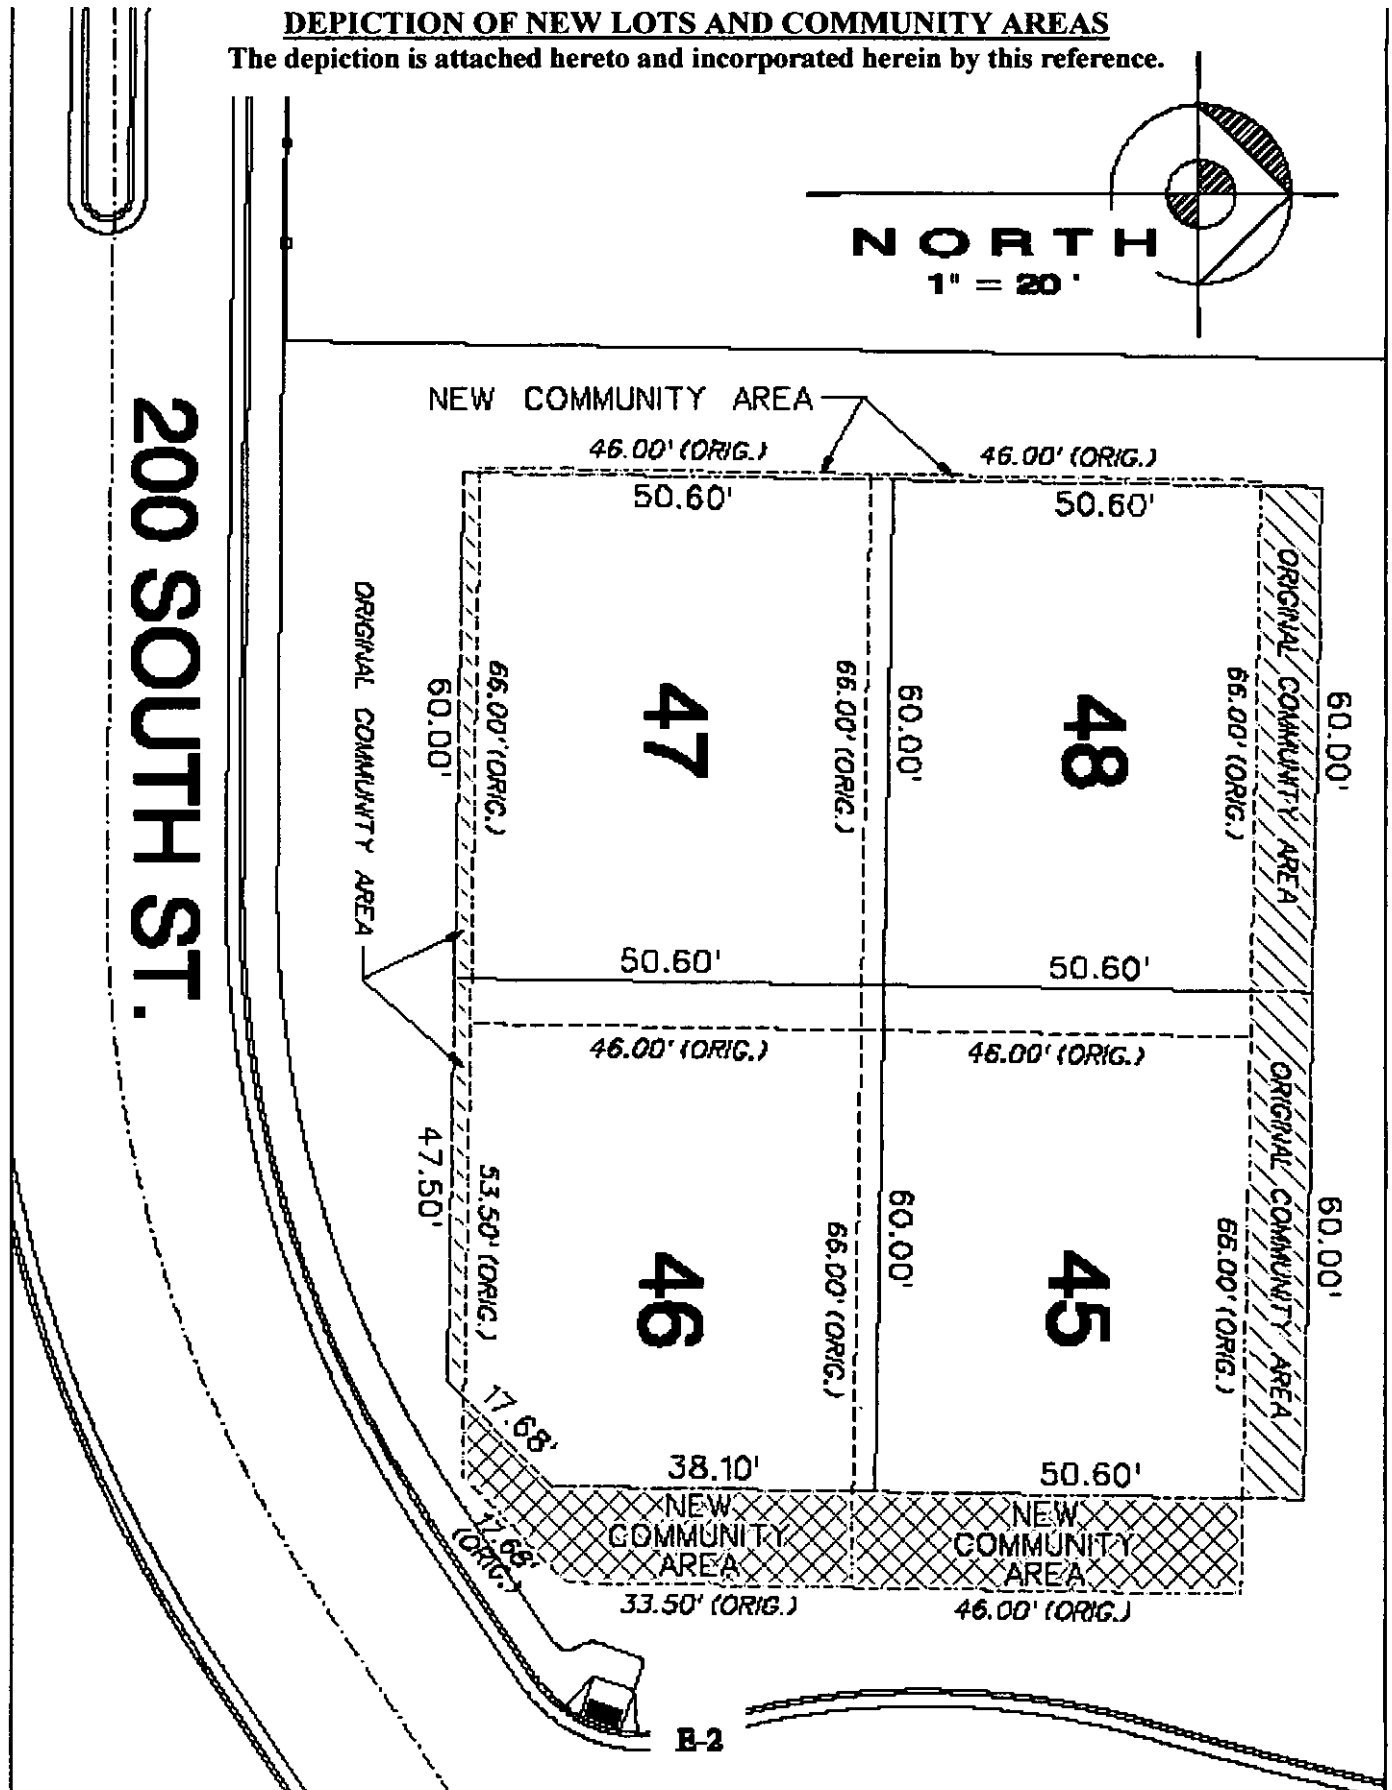 DEPICTION OF NEW LOTS AND COMMUNITY AREAS
The depiction is attached hereto and incorporated herein by this reference.
NORTH
1" = 20 '
NEW COMMUNITY AREA
46.00' (ORIG.)
46.00' (ORIG.)
50.60'
50.60'
200 SOUTH ST.
ORIGINAL COMMUNITY AREA
60.00'
66.00' (ORIG.)
47
66.00' (ORIG.)
60.00'
48
66.00' (ORIG.)
ORIGINAL COMMUNITY AREA
60.00'
50.60'
50.60'
46.00' (ORIG.)
46.00' (ORIG.)
47.50'
53.50' (ORIG.)
46
66.00' (ORIG.)
60.00'
45
66.00' (ORIG.)
ORIGINAL COMMUNITY AREA
60.00'
17.68'
38.10'
50.60'
NEW
COMMUNITY
AREA
NEW
COMMUNITY
AREA
17.68'
(ORIG.)
33.50' (ORIG.)
46.00' (ORIG.)
E-2